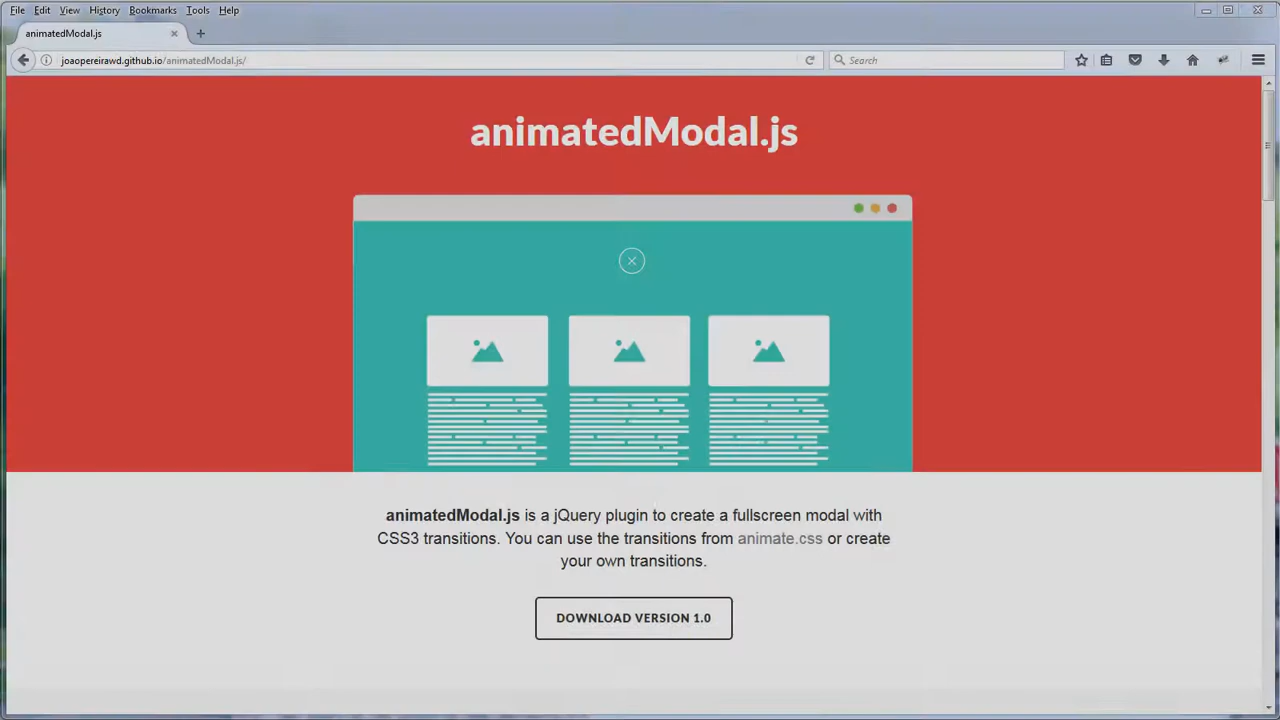 File Edit View History Bookmarks Tools Help
animatedModal.js
joaopereirawd.github.io/animatedModal.js/
Search
animatedModal.js
animatedModal.js is a jQuery plugin to create a fullscreen modal with
CSS3 transitions. You can use the transitions from animate.css or create
your own transitions.
DOWNLOAD VERSION 1.0